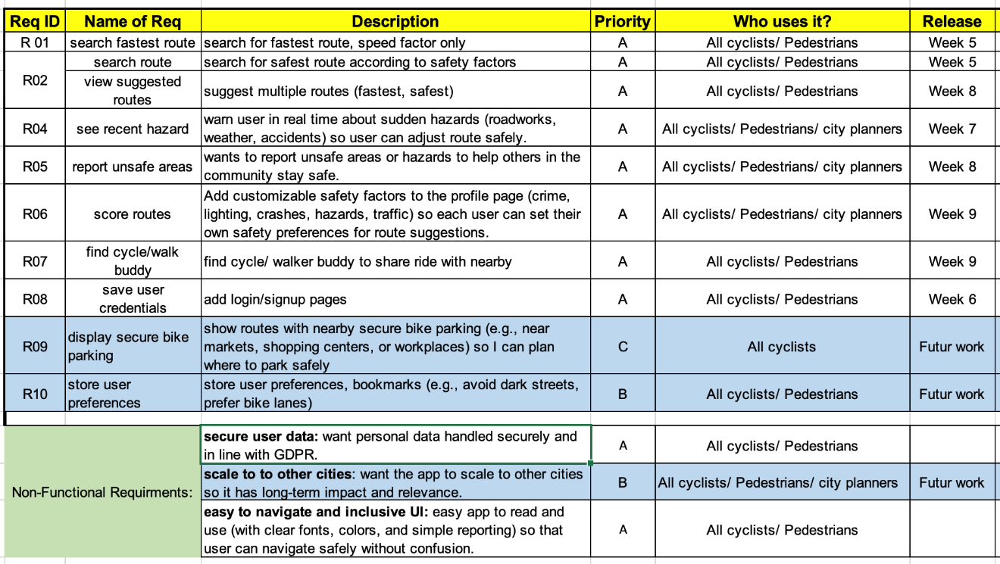 Req ID Name of Req Description Priority Who uses it? Release
R 01 search fastest route search for fastest route, speed factor only A All cyclists/ Pedestrians Week 5
R02 search route search for safest route according to safety factors A All cyclists/ Pedestrians Week 5
view suggested
routes
suggest multiple routes (fastest, safest) A All cyclists/ Pedestrians Week 8
R04 see recent hazard
warn user in real time about sudden hazards (roadworks,
weather, accidents) so user can adjust route safely.
A All cyclists/ Pedestrians/ city planners Week 7
R05 report unsafe areas
wants to report unsafe areas or hazards to help others in the
community stay safe.
A All cyclists/ Pedestrians/ city planners Week 8
R06 score routes
Add customizable safety factors to the profile page (crime,
lighting, crashes, hazards, traffic) so each user can set their
own safety preferences for route suggestions.
A All cyclists/ Pedestrians/ city planners Week 9
R07
find cycle/walk
buddy
find cycle/ walker buddy to share ride with nearby A All cyclists/ Pedestrians Week 9
R08
save user
credentials
add login/signup pages A All cyclists/ Pedestrians Week 6
R09
display secure bike
parking
show routes with nearby secure bike parking (e.g., near
markets, shopping centers, or workplaces) so I can plan
where to park safely
C All cyclists Futur work
R10
store user
preferences
store user preferences, bookmarks (e.g., avoid dark streets,
prefer bike lanes)
B All cyclists/ Pedestrians Futur work
Non-Functional Requirments:
secure user data: want personal data handled securely and
in line with GDPR.
A All cyclists/ Pedestrians
scale to to other cities: want the app to scale to other cities
so it has long-term impact and relevance.
B All cyclists/ Pedestrians/ city planners Futur work
easy to navigate and inclusive UI: easy app to read and
use (with clear fonts, colors, and simple reporting) so that
user can navigate safely without confusion.
A All cyclists/ Pedestrians